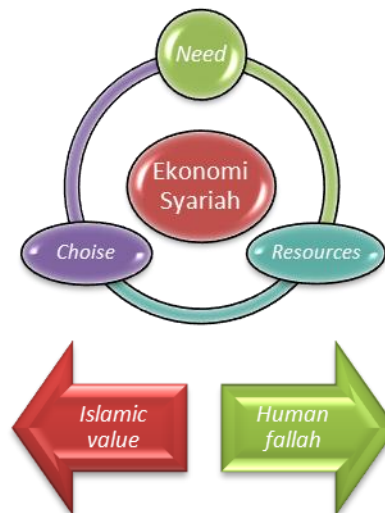 Need
Ekonomi
Syariah
Choise
Resources
Islamic
value
Human
fallah